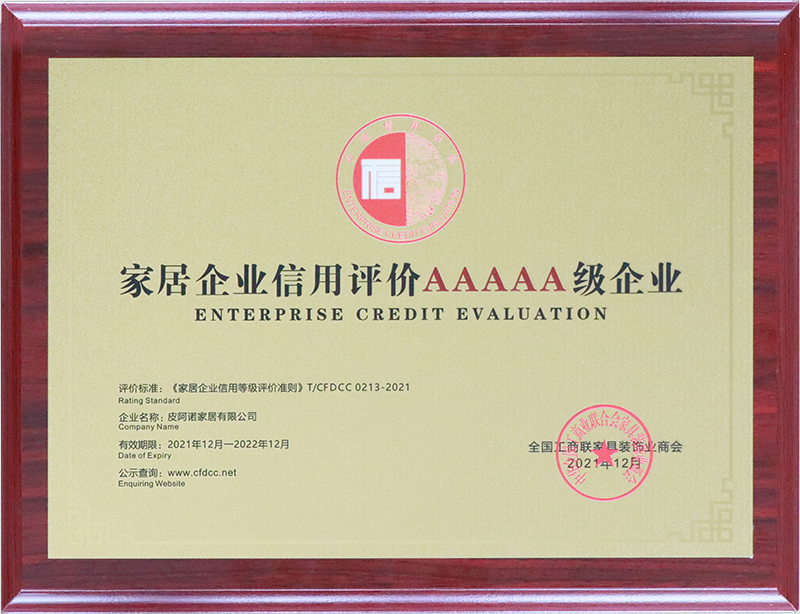 信
ENTERPRISE CREDIT EVALUATION
家居企业信用评价AAAAA级企业
ENTERPRISE CREDIT EVALUATION
评价标准：《家居企业信用等级评价准则》T/CFDCC 0213-2021
Rating Standard
企业名称：皮阿诺家居有限公司
Company Name
有效期限：2021年12月—2022年12月
Date of Expiry
公示查询：www.cfdcc.net
Enquiring Website
全国工商联家具装饰业商会
2021年12月